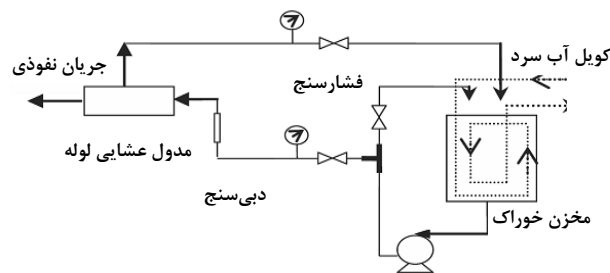 کویل آب سرد
جریان نفوذی
فشارسنج
مدول عشایی لوله
دبی‌سنج
مخزن خوراک